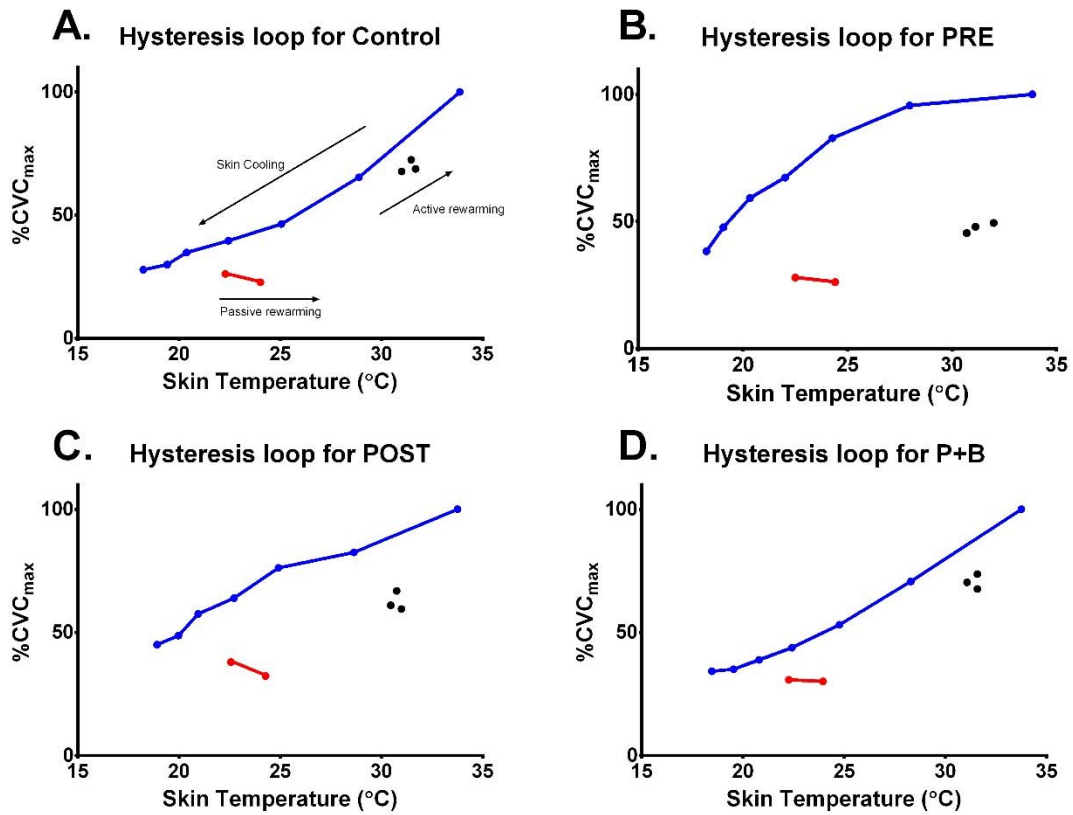 A. Hysteresis loop for Control
%CVCmax
100
50
0
Skin Cooling
Active rewarming
Passive rewarming
15 20 25 30 35
Skin Temperature (°C)
B. Hysteresis loop for PRE
%CVCmax
100
50
0
15 20 25 30 35
Skin Temperature (°C)
C. Hysteresis loop for POST
%CVCmax
100
50
0
15 20 25 30 35
Skin Temperature (°C)
D. Hysteresis loop for P+B
%CVCmax
100
50
0
15 20 25 30 35
Skin Temperature (°C)